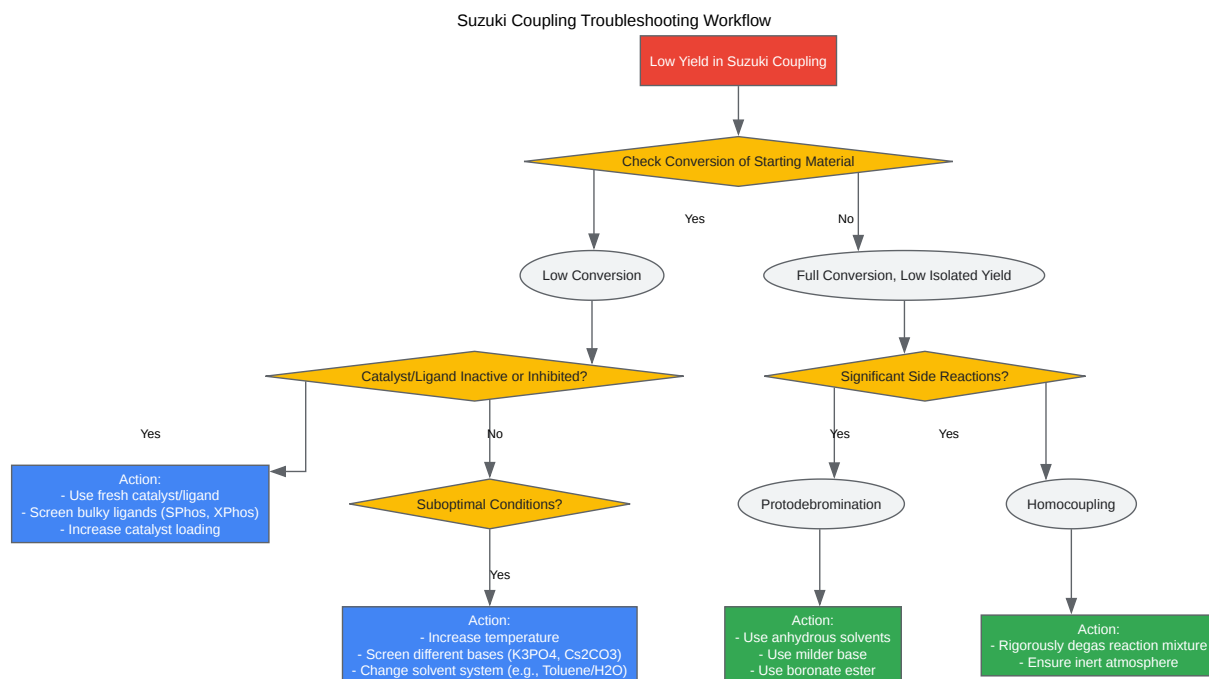 Suzuki Coupling Troubleshooting Workflow
Low Yield in Suzuki Coupling
Check Conversion of Starting Material
Yes
No
Low Conversion
Full Conversion, Low Isolated Yield
Catalyst/Ligand Inactive or Inhibited?
Significant Side Reactions?
Yes
No
Yes
Yes
Action:
- Use fresh catalyst/ligand
- Screen bulky ligands (SPhos, XPhos)
- Increase catalyst loading
Suboptimal Conditions?
Protodebromination
Homocoupling
Yes
Action:
- Increase temperature
- Screen different bases (K3PO4, Cs2CO3)
- Change solvent system (e.g., Toluene/H2O)
Action:
- Use anhydrous solvents
- Use milder base
- Use boronate ester
Action:
- Rigorously degas reaction mixture
- Ensure inert atmosphere